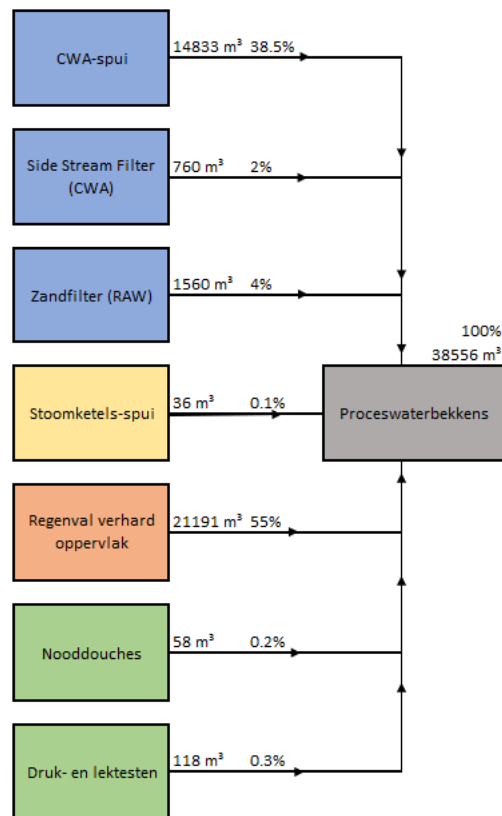 14833 m³ 38.5%
CWA-spui
Side Stream Filter
(CWA)
760 m³ 2%
1560 m³ 4%
Zandfilter (RAW)
100%
38556 m³
36 m³ 0.1%
Stoomketels-spui
Proceswaterbekkens
Regenval verhard
oppervlak
21191 m³ 55%
58 m³ 0.2%
Nooddouches
118 m³ 0.3%
Druk- en lektesten